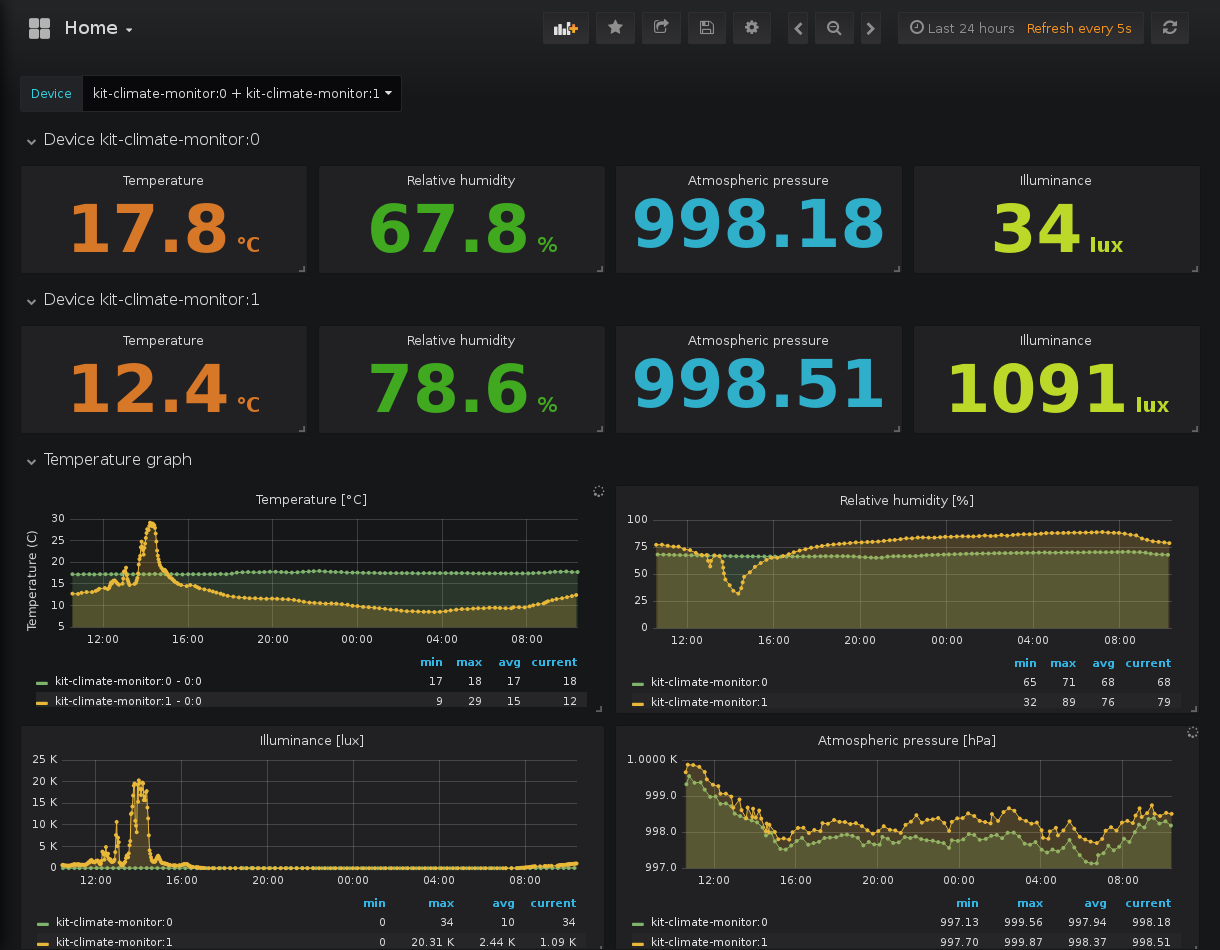 Home
Last 24 hours Refresh every 5s
Device kit-climate-monitor:0 + kit-climate-monitor:1
Device kit-climate-monitor:0
Temperature
17.8 °C
Relative humidity
67.8 %
Atmospheric pressure
998.18
Illuminance
34 lux
Device kit-climate-monitor:1
Temperature
12.4 °C
Relative humidity
78.6 %
Atmospheric pressure
998.51
Illuminance
1091 lux
Temperature graph
Temperature [°C]
Temperature (C)
30
25
20
15
10
5
12:00 16:00 20:00 00:00 04:00 08:00
min max avg current
kit-climate-monitor:0 - 0:0 17 18 17 18
kit-climate-monitor:1 - 0:0 9 29 15 12
Relative humidity [%]
100
75
50
25
0
12:00 16:00 20:00 00:00 04:00 08:00
min max avg current
kit-climate-monitor:0 65 71 68 68
kit-climate-monitor:1 32 89 76 79
Illuminance [lux]
25 K
20 K
15 K
10 K
5 K
0
12:00 16:00 20:00 00:00 04:00 08:00
min max avg current
kit-climate-monitor:0 0 34 10 34
kit-climate-monitor:1 0 20.31 K 2.44 K 1.09 K
Atmospheric pressure [hPa]
1.0000 K
999.0
998.0
997.0
12:00 16:00 20:00 00:00 04:00 08:00
min max avg current
kit-climate-monitor:0 997.13 999.56 997.94 998.18
kit-climate-monitor:1 997.70 999.87 998.37 998.51